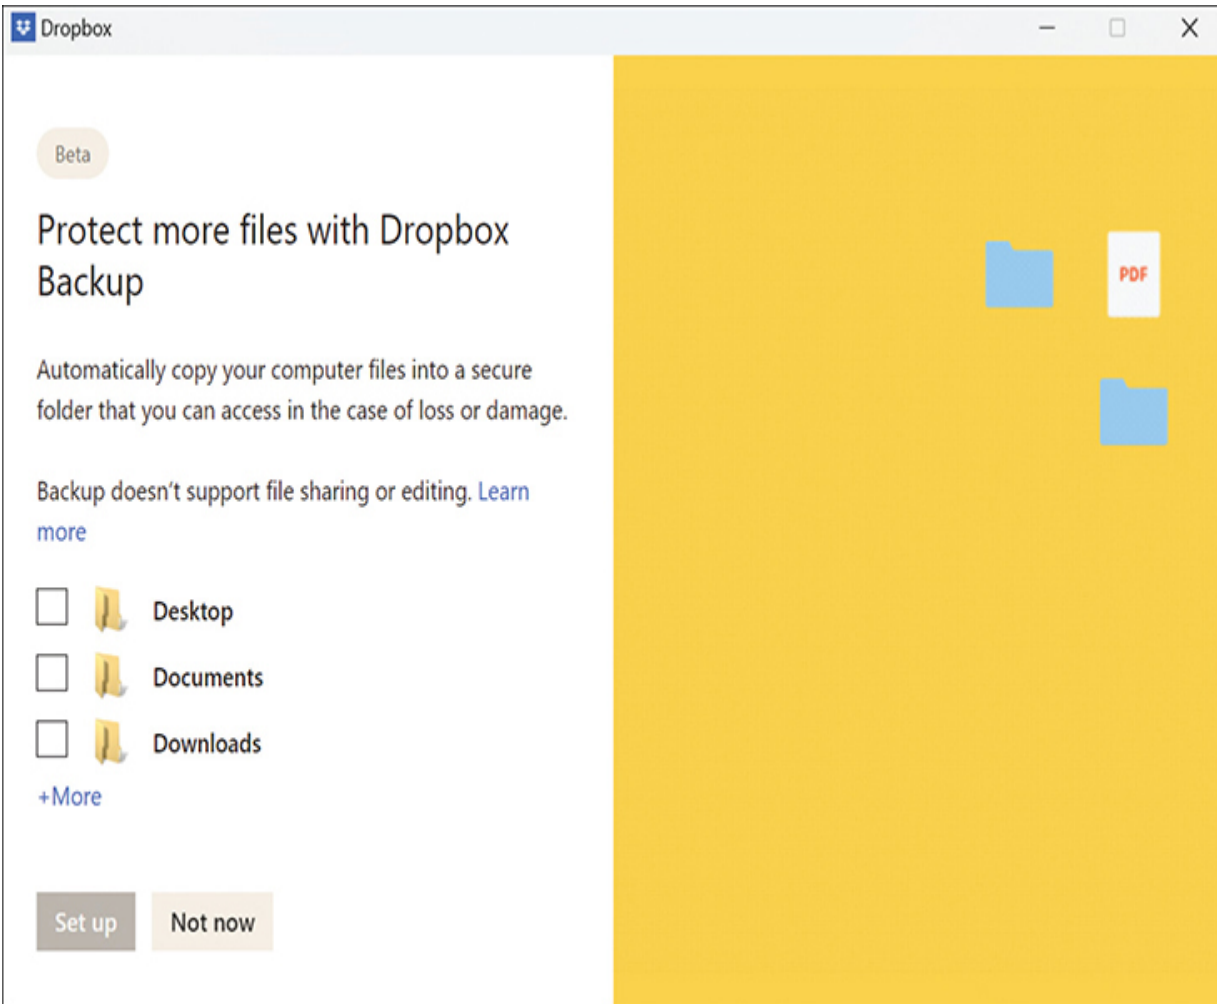 Dropbox
Beta
Protect more files with Dropbox
Backup
Automatically copy your computer files into a secure
folder that you can access in the case of loss or damage.
Backup doesn’t support file sharing or editing. Learn
more
Desktop
Documents
Downloads
+More
Set up
Not now
PDF